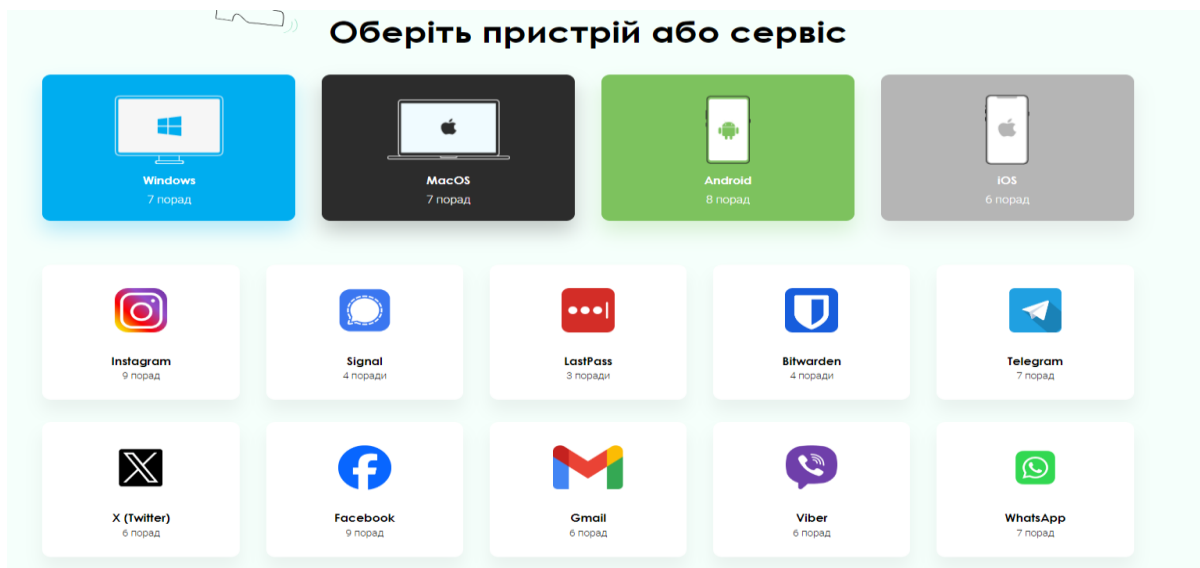 Оберіть пристрій або сервіс
Windows
7 порад
MacOS
7 порад
Android
8 порад
iOS
6 порад
Instagram
9 порад
Signal
4 поради
LastPass
3 поради
Bitwarden
4 поради
Telegram
7 порад
X (Twitter)
6 порад
Facebook
9 порад
Gmail
6 порад
Viber
6 порад
WhatsApp
7 порад